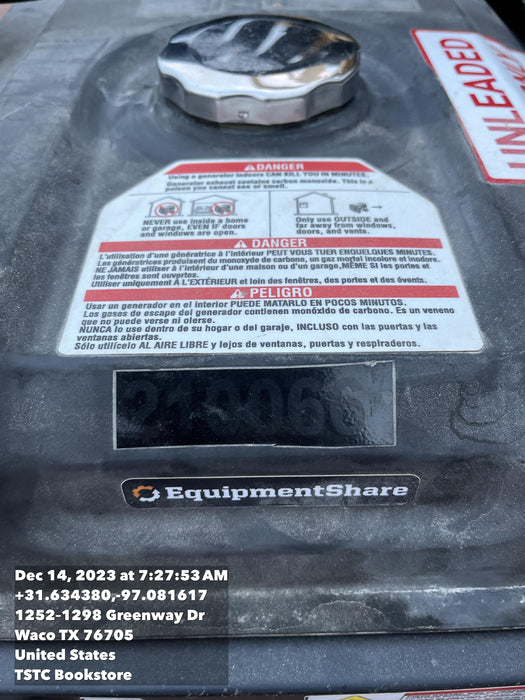 UNLEADED
DANGER
Using a generator indoors CAN KILL YOU IN MINUTES.
Generator exhaust contains carbon monoxide. This is a
poison you cannot see or smell.
NEVER use inside a home
or garage, EVEN IF doors
and windows are open.
Only use OUTSIDE and
far away from windows,
doors, and vents.
DANGER
L'utilisation d'une génératrice à l'intérieur PEUT VOUS TUER ENQUELQUES MINUTES.
Les génératrices produisent du monoxyde de carbone, un gaz mortel incolore et inodore.
NE JAMAIS utiliser à l'intérieur d'une maison ou d'un garage,MÊME SI les portes et
les fenêtres sont ouvertes.
Utiliser uniquement À L'EXTÉRIEUR et loin des fenêtres, des portes et des évents.
PELIGRO
Usar un generador en el interior PUEDE MATARLO EN POCOS MINUTOS.
Los gases de escape del generador contienen monóxido de carbono. Es un veneno
que no puede verse ni olerse.
NUNCA lo use dentro de su hogar o del garaje, INCLUSO con las puertas y las
ventanas abiertas.
Sólo utilícelo AL AIRE LIBRE y lejos de ventanas, puertas y respiraderos.
210066
EquipmentShare
Dec 14, 2023 at 7:27:53 AM
+31.634380,-97.081617
1252-1298 Greenway Dr
Waco TX 76705
United States
TSTC Bookstore